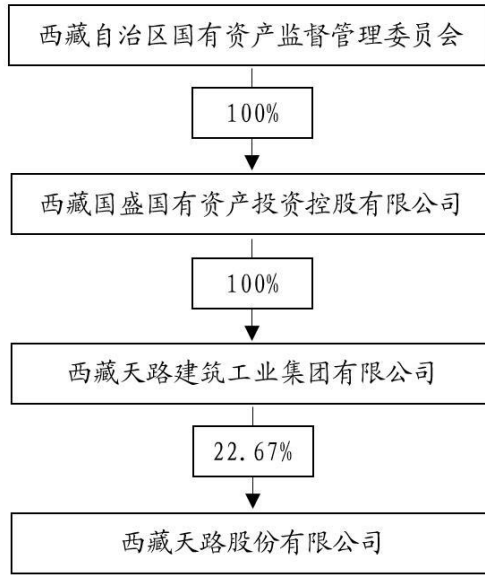 西藏自治区国有资产监督管理委员会
100%
西藏国盛国有资产投资控股有限公司
100%
西藏天路建筑工业集团有限公司
22.67%
西藏天路股份有限公司